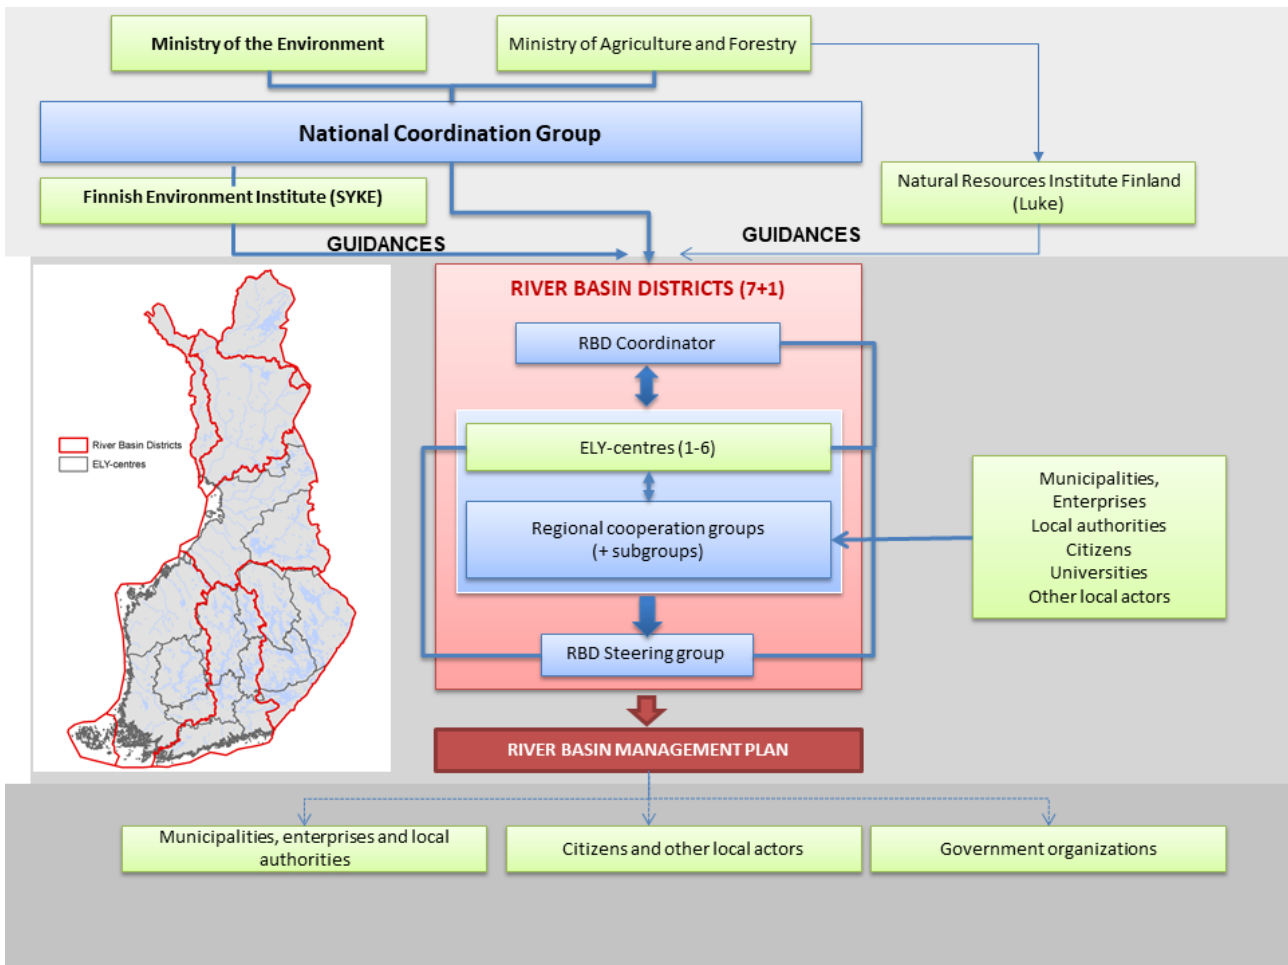 Ministry of the Environment
Ministry of Agriculture and Forestry
National Coordination Group
Finnish Environment Institute (SYKE)
Natural Resources Institute Finland
(Luke)
GUIDANCES
GUIDANCES
RIVER BASIN DISTRICTS (7+1)
RBD Coordinator
River Basin Districts
ELY-centres
ELY-centres (1-6)
Regional cooperation groups
(+ subgroups)
Municipalities,
Enterprises
Local authorities
Citizens
Universities
Other local actors
RBD Steering group
RIVER BASIN MANAGEMENT PLAN
Municipalities, enterprises and local
authorities
Citizens and other local actors
Government organizations